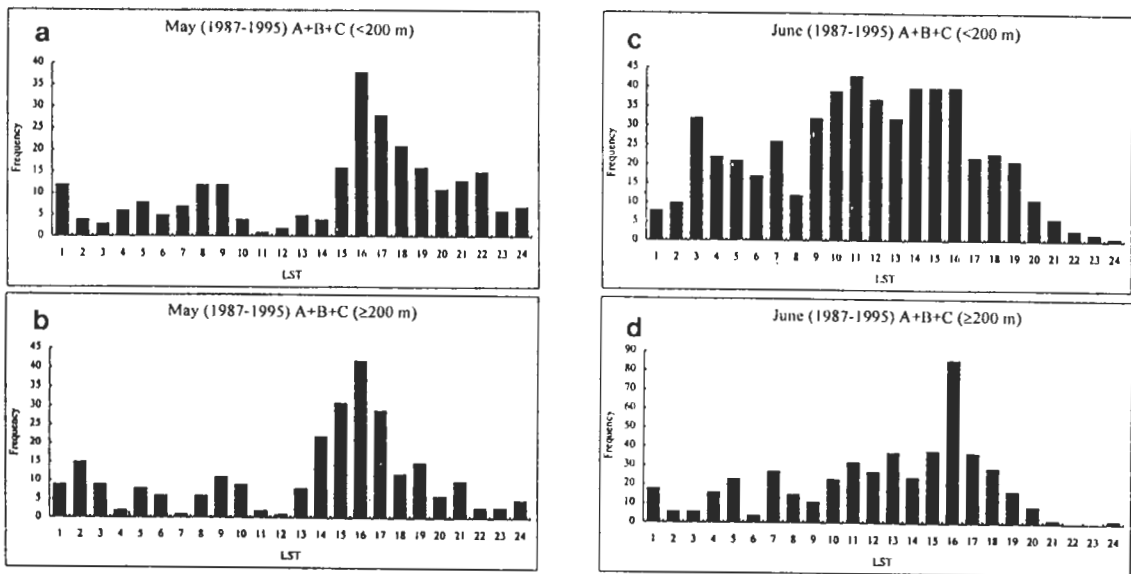 a
May (1987-1995) A+B+C (<200 m)
Frequency
40
35
30
25
20
15
10
5
0
1 2 3 4 5 6 7 8 9 10 11 12 13 14 15 16 17 18 19 20 21 22 23 24
LST
b
May (1987-1995) A+B+C (≥200 m)
Frequency
45
40
35
30
25
20
15
10
5
0
1 2 3 4 5 6 7 8 9 10 11 12 13 14 15 16 17 18 19 20 21 22 23 24
LST
c
June (1987-1995) A+B+C (<200 m)
Frequency
45
40
35
30
25
20
15
10
5
0
1 2 3 4 5 6 7 8 9 10 11 12 13 14 15 16 17 18 19 20 21 22 23 24
LST
d
June (1987-1995) A+B+C (≥200 m)
Frequency
90
80
70
60
50
40
30
20
10
0
1 2 3 4 5 6 7 8 9 10 11 12 13 14 15 16 17 18 19 20 21 22 23 24
LST